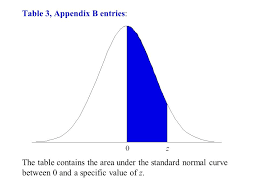 Table 3, Appendix B entries:
0
z
The table contains the area under the standard normal curve
between 0 and a specific value of z.